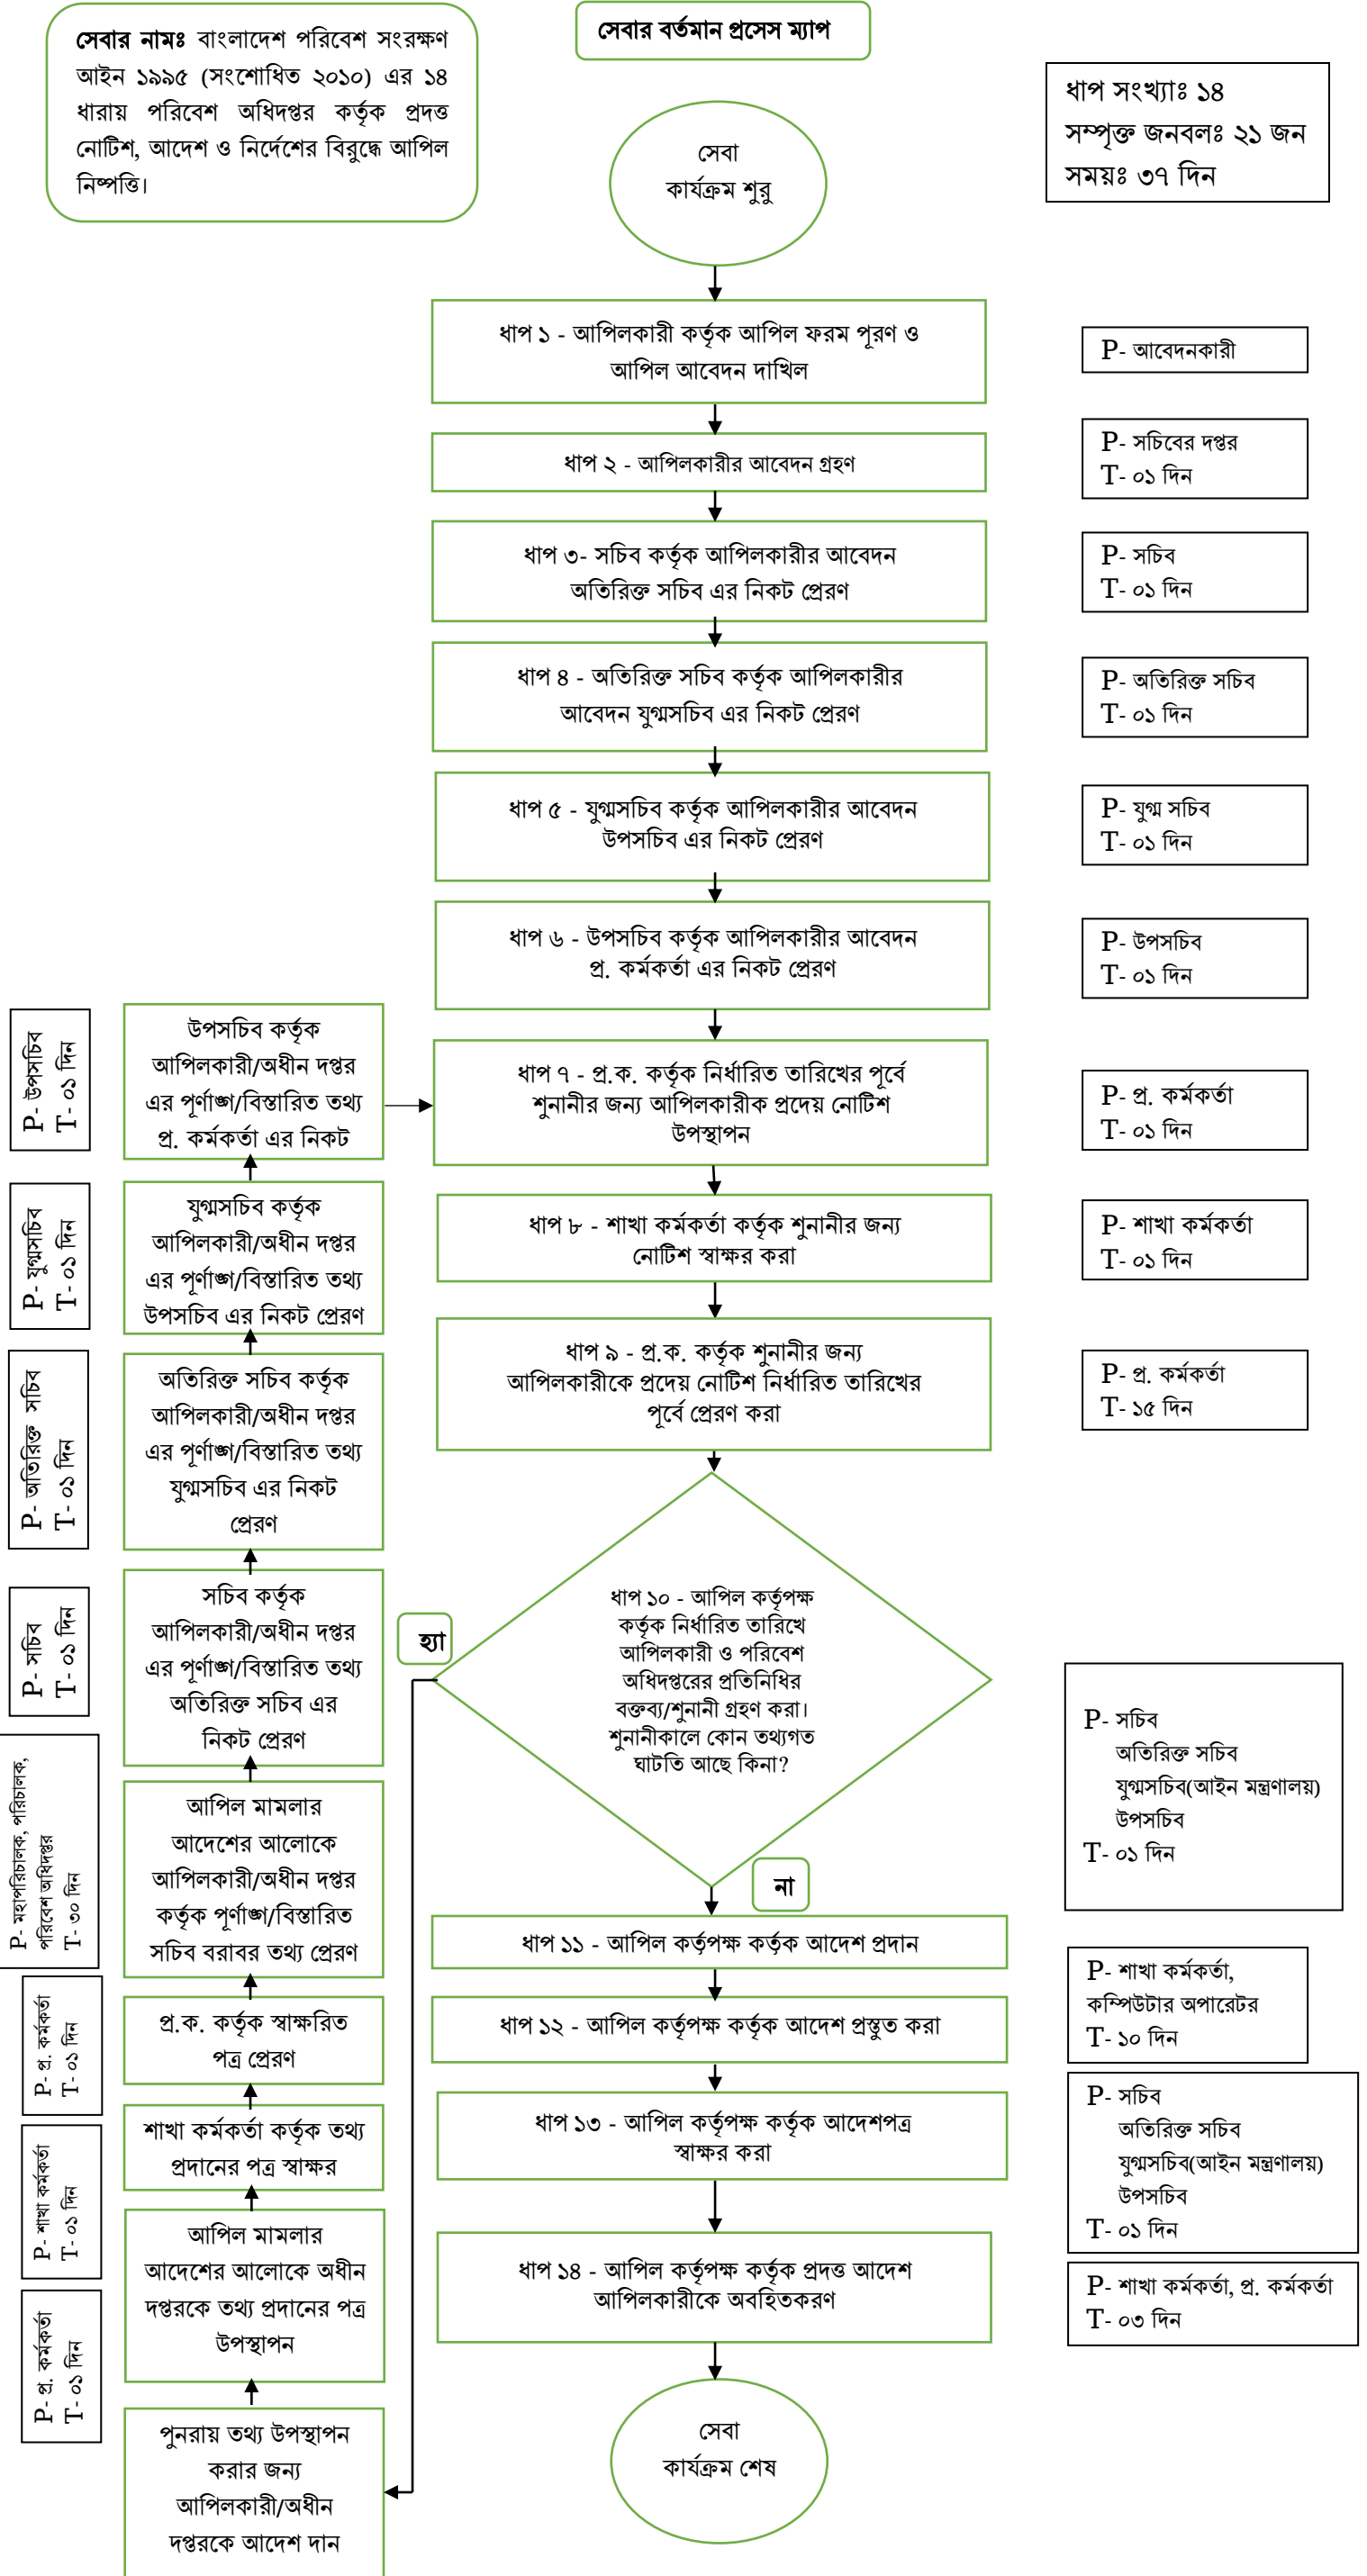 সেবার নামঃ বাংলাদেশ পরিবেশ সংরক্ষণ
আইন ১৯৯৫ (সংশোধিত ২০১০) এর ১৪
ধারায় পরিবেশ অধিদপ্তর কর্তৃক প্রদত্ত
নোটিশ, আদেশ ও নির্দেশের বিরুদ্ধে আপিল
নিষ্পত্তি।
সেবার বর্তমান প্রসেস ম্যাপ
ধাপ সংখ্যাঃ ১৪
সম্পৃক্ত জনবলঃ ২১ জন
সময়ঃ ৩৭ দিন
সেবা
কার্যক্রম শুরু
ধাপ ১ - আপিলকারী কর্তৃক আপিল ফরম পূরণ ও
আপিল আবেদন দাখিল
P- আবেদনকারী
ধাপ ২ - আপিলকারীর আবেদন গ্রহণ
P- সচিবের দপ্তর
T- ০১ দিন
ধাপ ৩- সচিব কর্তৃক আপিলকারীর আবেদন
অতিরিক্ত সচিব এর নিকট প্রেরণ
P- সচিব
T- ০১ দিন
ধাপ ৪ - অতিরিক্ত সচিব কর্তৃক আপিলকারীর
আবেদন যুগ্মসচিব এর নিকট প্রেরণ
P- অতিরিক্ত সচিব
T- ০১ দিন
ধাপ ৫ - যুগ্মসচিব কর্তৃক আপিলকারীর আবেদন
উপসচিব এর নিকট প্রেরণ
P- যুগ্ম সচিব
T- ০১ দিন
ধাপ ৬ - উপসচিব কর্তৃক আপিলকারীর আবেদন
প্র. কর্মকর্তা এর নিকট প্রেরণ
P- উপসচিব
T- ০১ দিন
ধাপ ৭ - প্র.ক. কর্তৃক নির্ধারিত তারিখের পূর্বে
শুনানীর জন্য আপিলকারীক প্রদেয় নোটিশ
উপস্থাপন
P- প্র. কর্মকর্তা
T- ০১ দিন
ধাপ ৮ - শাখা কর্মকর্তা কর্তৃক শুনানীর জন্য
নোটিশ স্বাক্ষর করা
P- শাখা কর্মকর্তা
T- ০১ দিন
ধাপ ৯ - প্র.ক. কর্তৃক শুনানীর জন্য
আপিলকারীকে প্রদেয় নোটিশ নির্ধারিত তারিখের
পূর্বে প্রেরণ করা
P- প্র. কর্মকর্তা
T- ১৫ দিন
ধাপ ১০ - আপিল কর্তৃপক্ষ
কর্তৃক নির্ধারিত তারিখে
আপিলকারী ও পরিবেশ
অধিদপ্তরের প্রতিনিধির
বক্তব্য/শুনানী গ্রহণ করা।
শুনানীকালে কোন তথ্যগত
ঘাটতি আছে কিনা?
হ্যা
না
P- সচিব
অতিরিক্ত সচিব
যুগ্মসচিব(আইন মন্ত্রণালয়)
উপসচিব
T- ০১ দিন
ধাপ ১১ - আপিল কর্তৃপক্ষ কর্তৃক আদেশ প্রদান
ধাপ ১২ - আপিল কর্তৃপক্ষ কর্তৃক আদেশ প্রস্তুত করা
P- শাখা কর্মকর্তা,
কম্পিউটার অপারেটর
T- ১০ দিন
ধাপ ১৩ - আপিল কর্তৃপক্ষ কর্তৃক আদেশপত্র
স্বাক্ষর করা
P- সচিব
অতিরিক্ত সচিব
যুগ্মসচিব(আইন মন্ত্রণালয়)
উপসচিব
T- ০১ দিন
ধাপ ১৪ - আপিল কর্তৃপক্ষ কর্তৃক প্রদত্ত আদেশ
আপিলকারীকে অবহিতকরণ
P- শাখা কর্মকর্তা, প্র. কর্মকর্তা
T- ০৩ দিন
সেবা
কার্যক্রম শেষ
P- উপসচিব
T- ০১ দিন
উপসচিব কর্তৃক
আপিলকারী/অধীন দপ্তর
এর পূর্ণাঙ্গ/বিস্তারিত তথ্য
প্র. কর্মকর্তা এর নিকট
P- যুগ্মসচিব
T- ০১ দিন
যুগ্মসচিব কর্তৃক
আপিলকারী/অধীন দপ্তর
এর পূর্ণাঙ্গ/বিস্তারিত তথ্য
উপসচিব এর নিকট প্রেরণ
P- অতিরিক্ত সচিব
T- ০১ দিন
অতিরিক্ত সচিব কর্তৃক
আপিলকারী/অধীন দপ্তর
এর পূর্ণাঙ্গ/বিস্তারিত তথ্য
যুগ্মসচিব এর নিকট
প্রেরণ
P- সচিব
T- ০১ দিন
সচিব কর্তৃক
আপিলকারী/অধীন দপ্তর
এর পূর্ণাঙ্গ/বিস্তারিত তথ্য
অতিরিক্ত সচিব এর
নিকট প্রেরণ
P- মহাপরিচালক, পরিচালক,
পরিবেশ অধিদপ্তর
T- ৩০ দিন
আপিল মামলার
আদেশের আলোকে
আপিলকারী/অধীন দপ্তর
কর্তৃক পূর্ণাঙ্গ/বিস্তারিত
সচিব বরাবর তথ্য প্রেরণ
P- প্র. কর্মকর্তা
T- ০১ দিন
প্র.ক. কর্তৃক স্বাক্ষরিত
পত্র প্রেরণ
P- শাখা কর্মকর্তা
T- ০১ দিন
শাখা কর্মকর্তা কর্তৃক তথ্য
প্রদানের পত্র স্বাক্ষর
P- প্র. কর্মকর্তা
T- ০১ দিন
আপিল মামলার
আদেশের আলোকে অধীন
দপ্তরকে তথ্য প্রদানের পত্র
উপস্থাপন
পুনরায় তথ্য উপস্থাপন
করার জন্য
আপিলকারী/অধীন
দপ্তরকে আদেশ দান